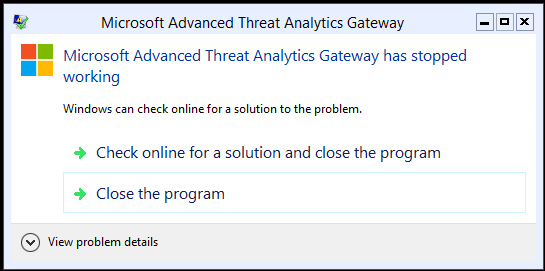 Microsoft Advanced Threat Analytics Gateway
Microsoft Advanced Threat Analytics Gateway has stopped
working
Windows can check online for a solution to the problem.
Check online for a solution and close the program
Close the program
View problem details